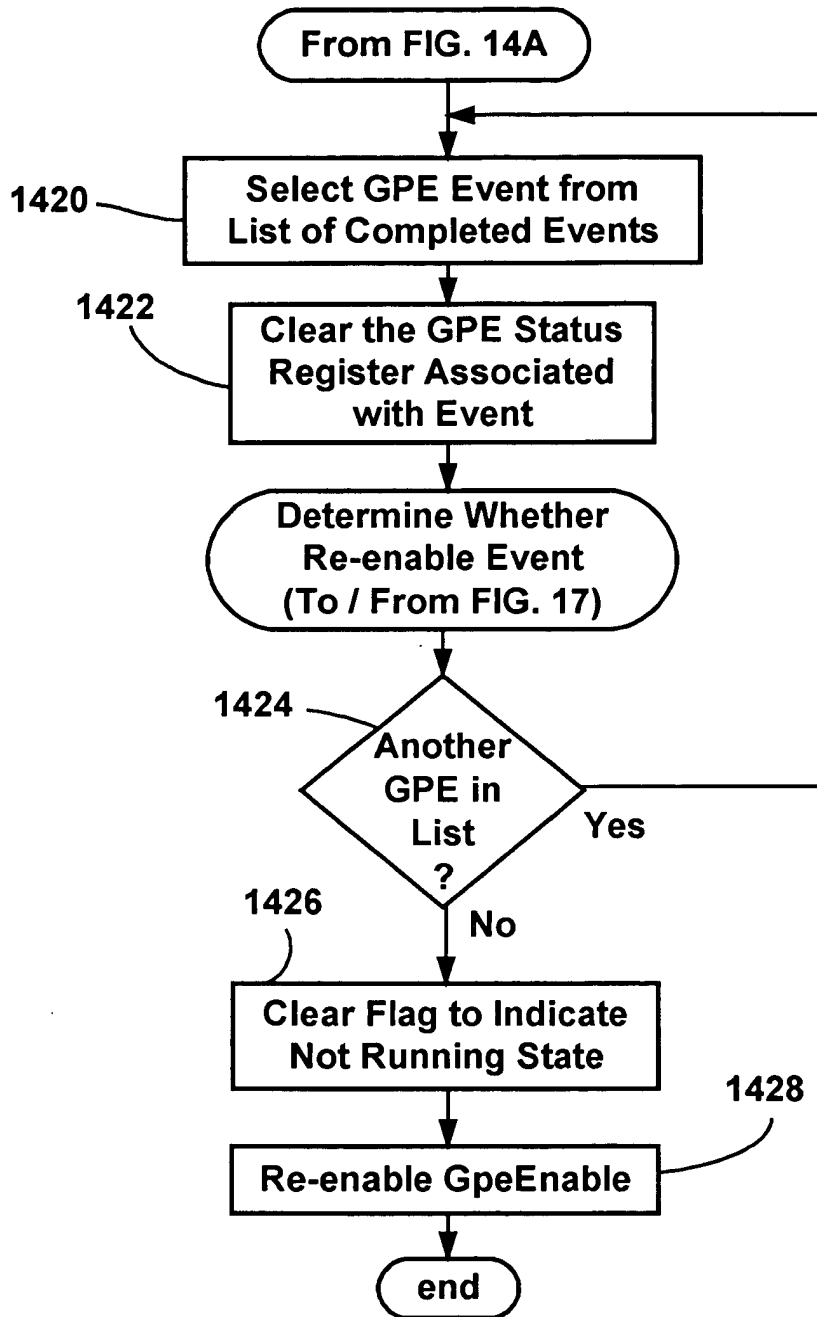 From FIG. 14A
1420
Select GPE Event from
List of Completed Events
1422
Clear the GPE Status
Register Associated
with Event
Determine Whether
Re-enable Event
(To / From FIG. 17)
1424
Another
GPE in
List
?
Yes
No
1426
Clear Flag to Indicate
Not Running State
1428
Re-enable GpeEnable
end